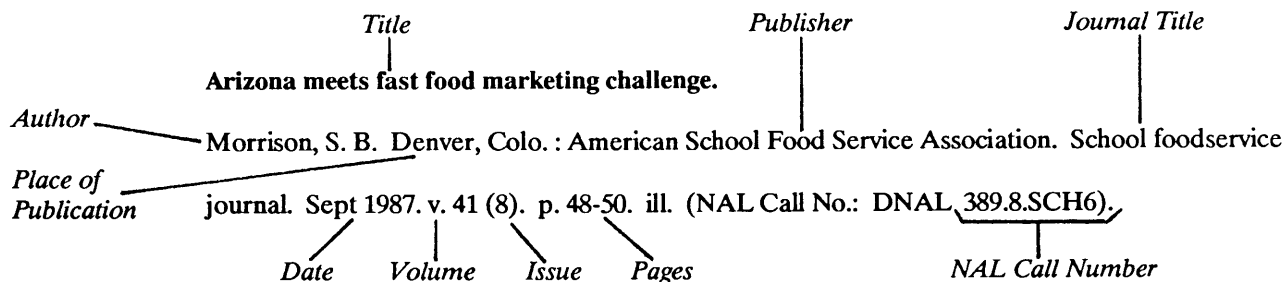 Title Publisher Journal Title
Arizona meets fast food marketing challenge.
Author
Morrison, S. B. Denver, Colo. : American School Food Service Association. School foodservice
Place of
Publication
journal. Sept 1987. v. 41 (8). p. 48-50. ill. (NAL Call No.: DNAL 389.8.SCH6).
Date Volume Issue Pages NAL Call Number